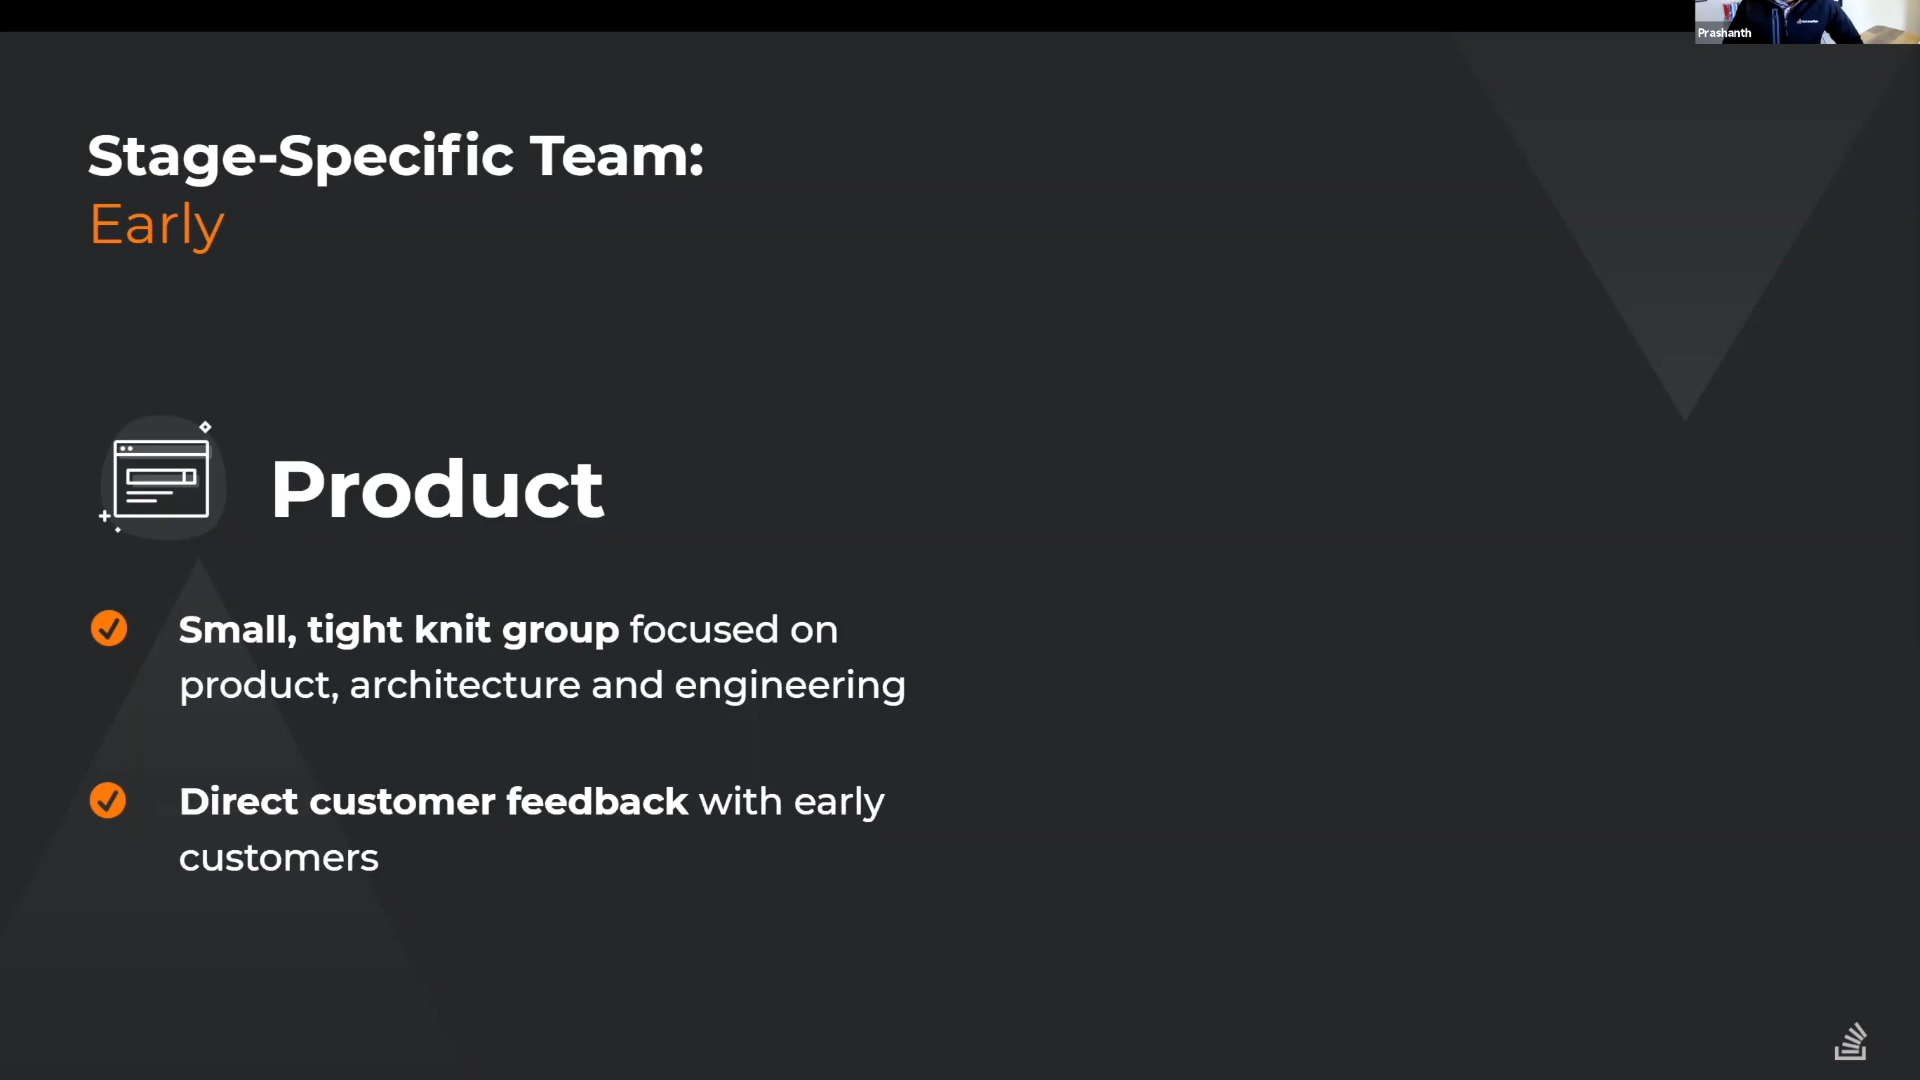 Prashanth
Stage-Specific Team:
Early
Product
Small, tight knit group focused on
product, architecture and engineering
Direct customer feedback with early
customers